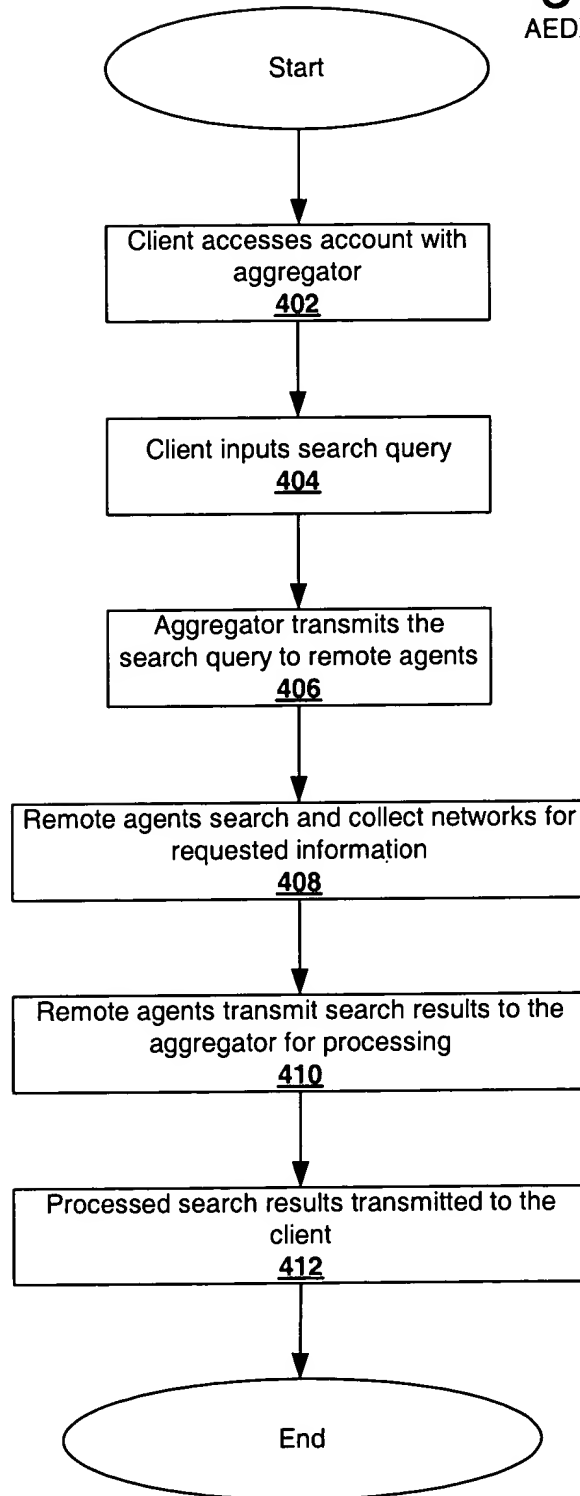 AED
Start
Client accesses account with
aggregator
402
Client inputs search query
404
Aggregator transmits the
search query to remote agents
406
Remote agents search and collect networks for
requested information
408
Remote agents transmit search results to the
aggregator for processing
410
Processed search results transmitted to the
client
412
End